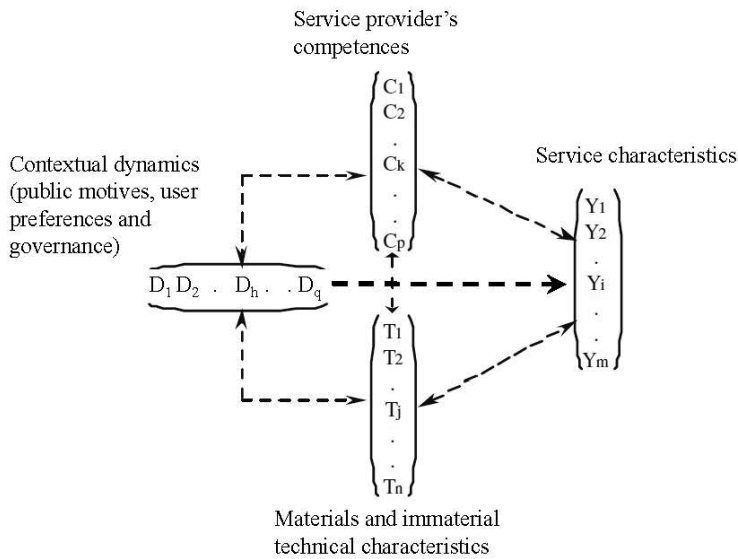 Service provider's
competences
C1
C2
.
Ck
.
.
Cp
Contextual dynamics
(public motives, user
preferences and
governance)
D1 D2 . Dh . . Dq
Service characteristics
Y1
Y2
.
Yi
.
.
Ym
T1
T2
.
Tj
.
.
Tn
Materials and immaterial
technical characteristics